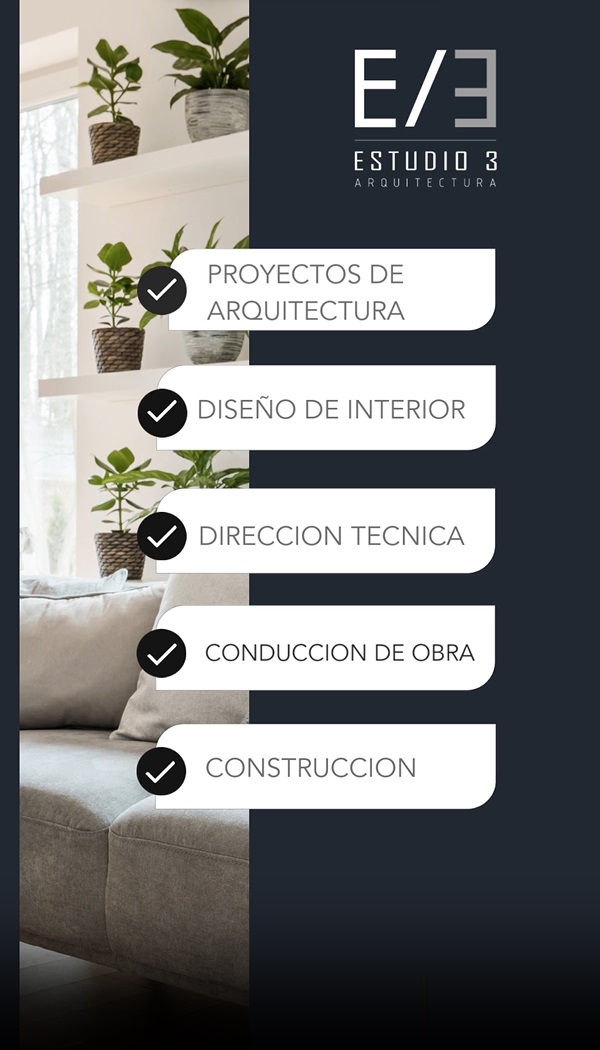 E/E
ESTUDIO 3
ARQUITECTURA
PROYECTOS DE
ARQUITECTURA
DISEÑO DE INTERIOR
DIRECCION TECNICA
CONDUCCION DE OBRA
CONSTRUCCION